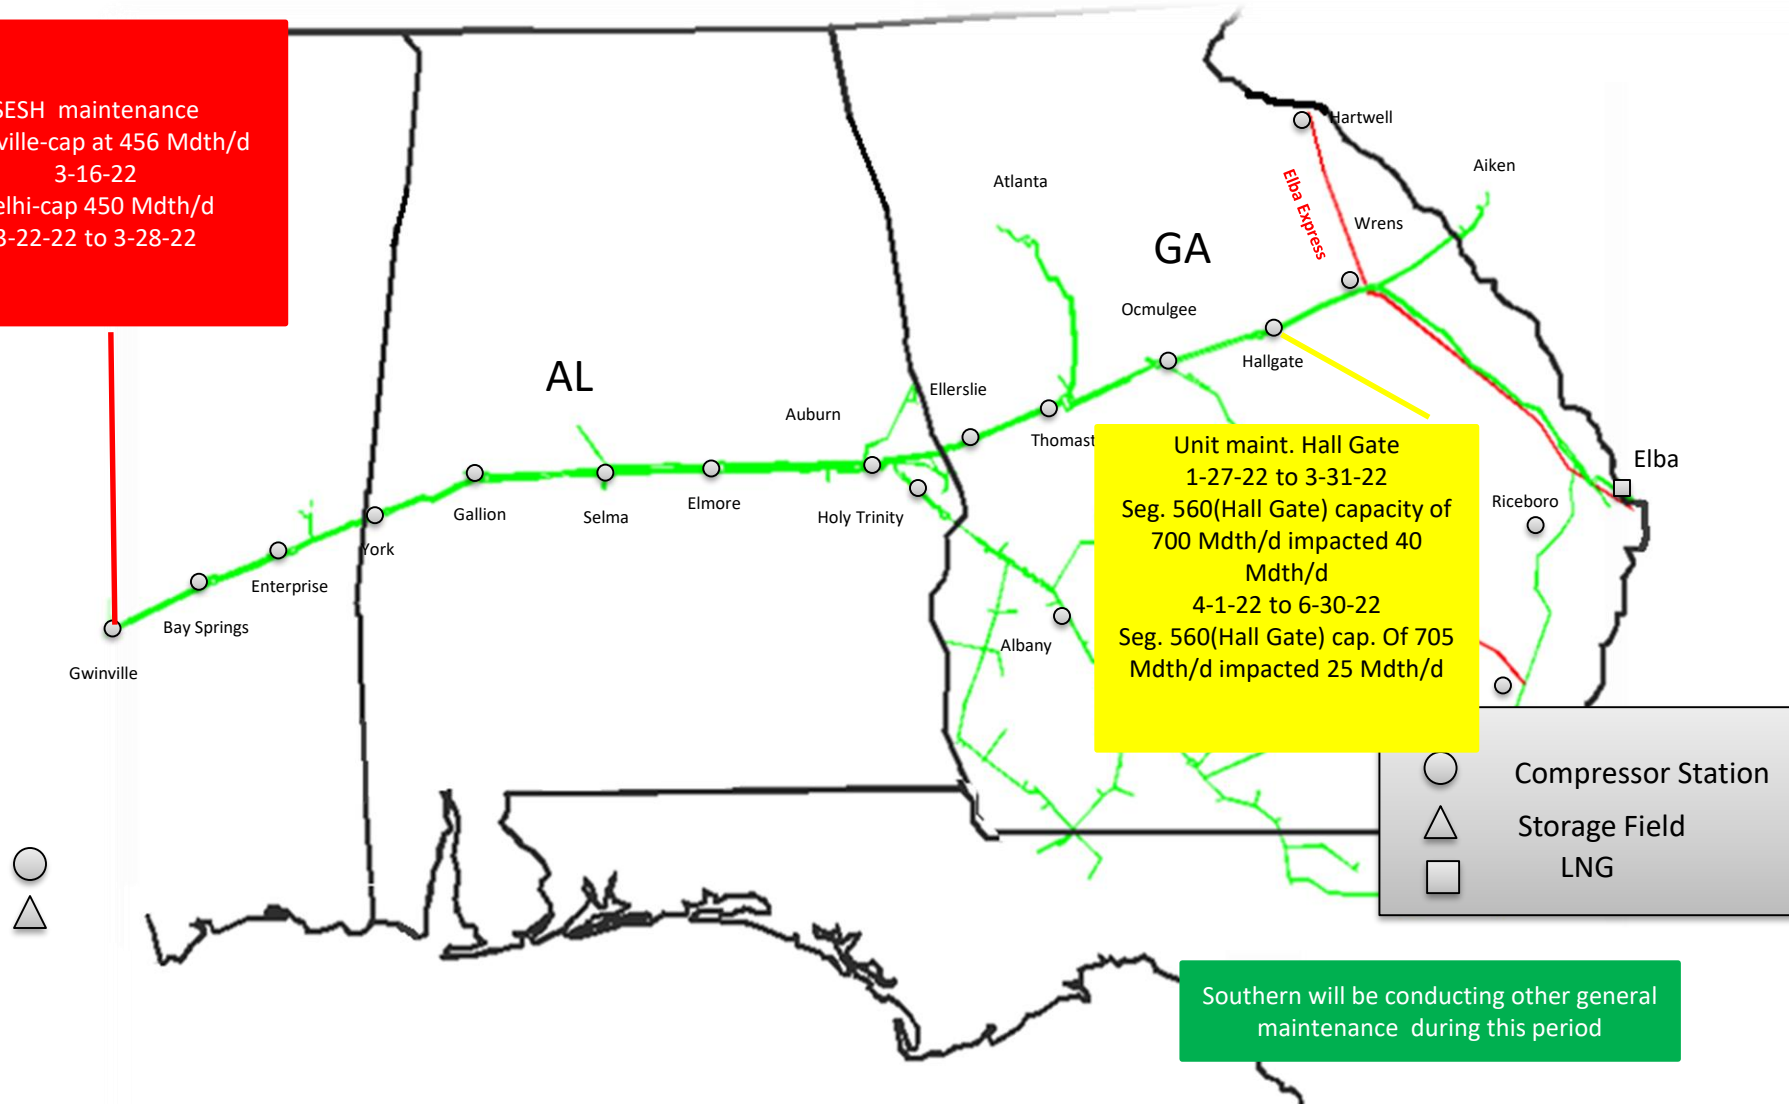 SESH maintenance
ville-cap at 456 Mdth/d
3-16-22
elhi-cap 450 Mdth/d
3-22-22 to 3-28-22
Hartwell
Aiken
Atlanta
Elba Express
Wrens
GA
Ocmulgee
Hallgate
AL
Ellerslie
Auburn
Thomast
Elba
Gallion
Selma
Elmore
Holy Trinity
Riceboro
York
Enterprise
Bay Springs
Gwinville
Albany
Unit maint. Hall Gate
1-27-22 to 3-31-22
Seg. 560(Hall Gate) capacity of
700 Mdth/d impacted 40
Mdth/d
4-1-22 to 6-30-22
Seg. 560(Hall Gate) cap. Of 705
Mdth/d impacted 25 Mdth/d
Compressor Station
Storage Field
LNG
Southern will be conducting other general
maintenance during this period